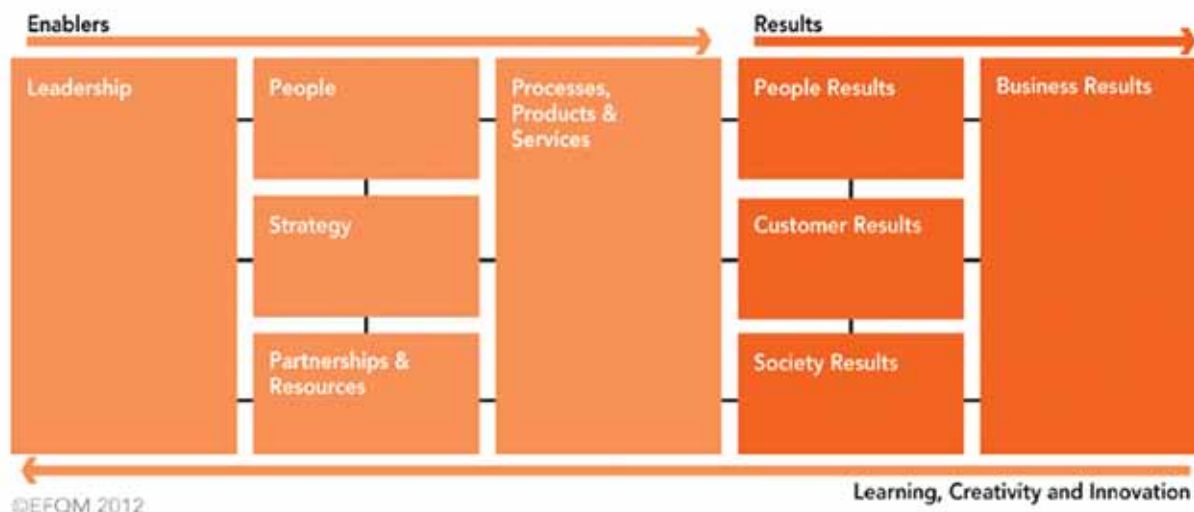 Enablers
Results
Leadership
People
Processes,
Products &
Services
People Results
Business Results
Strategy
Customer Results
Partnerships &
Resources
Society Results
Learning, Creativity and Innovation
©EFQM 2012